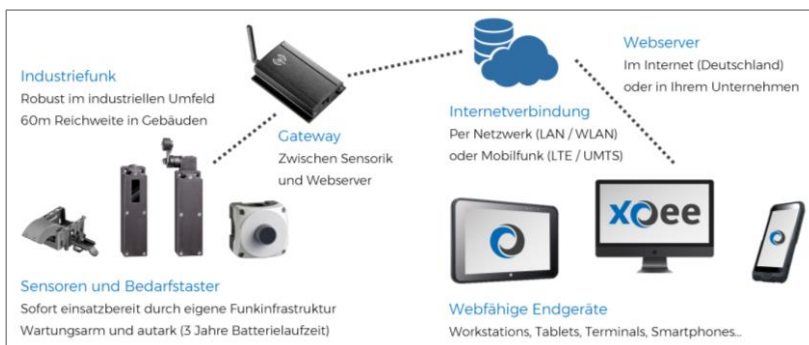 Industriefunk
Robust im industriellen Umfeld
60m Reichweite in Gebäuden
Gateway
Zwischen Sensorik
und Webserver
Sensoren und Bedarfstaster
Sofort einsatzbereit durch eigene Funkinfrastruktur
Wartungsarm und autark (3 Jahre Batterielaufzeit)
Webserver
Im Internet (Deutschland)
oder in Ihrem Unternehmen
Internetverbindung
Per Netzwerk (LAN / WLAN)
oder Mobilfunk (LTE / UMTS)
xoee
Webfähige Endgeräte
Workstations, Tablets, Terminals, Smartphones...